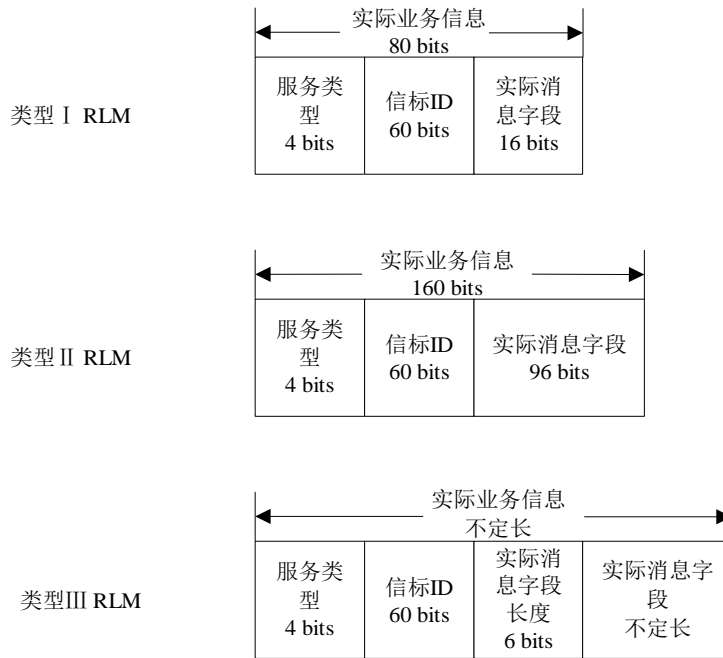 实际业务信息
80 bits
类型Ⅰ RLM
服务类
型
4 bits
信标ID
60 bits
实际消
息字段
16 bits
实际业务信息
160 bits
类型Ⅱ RLM
服务类
型
4 bits
信标ID
60 bits
实际消息字段
96 bits
实际业务信息
不定长
类型Ⅲ RLM
服务类
型
4 bits
信标ID
60 bits
实际消
息字段
长度
6 bits
实际消息字
段
不定长